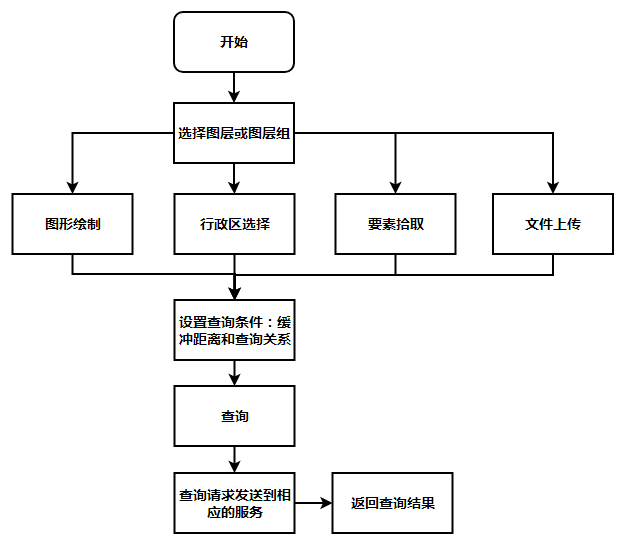 开始
选择图层或图层组
图形绘制
行政区选择
要素拾取
文件上传
设置查询条件：缓
冲距离和查询关系
查询
查询请求发送到相
应的服务
返回查询结果